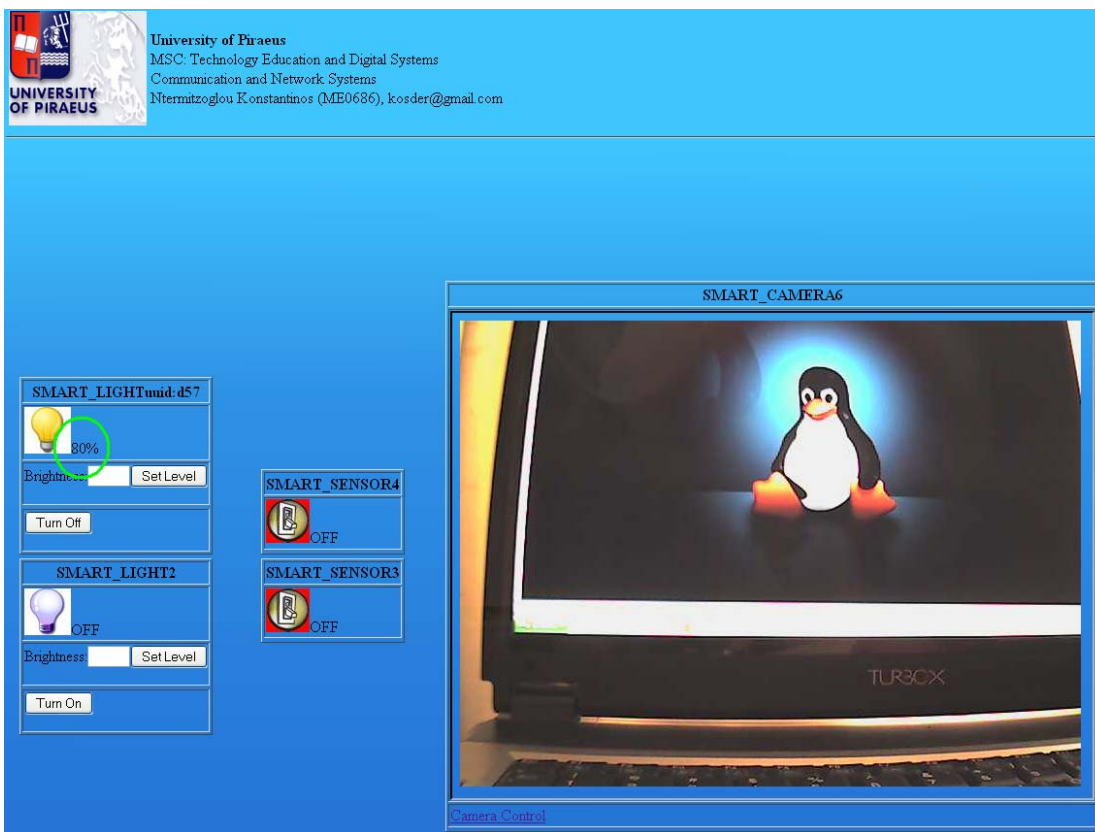 UNIVERSITY
OF PIRAEUS
University of Piraeus
MSC: Technology Education and Digital Systems
Communication and Network Systems
Ntermitzoglou Konstantinos (ME0686), kosder@gmail.com
SMART_LIGHTuuid:d57
80%
Brightness: Set Level
Turn Off
SMART_LIGHT2
OFF
Brightness: Set Level
Turn On
SMART_SENSOR4
OFF
SMART_SENSOR3
OFF
SMART_CAMERA6
TURBOX
Camera Control